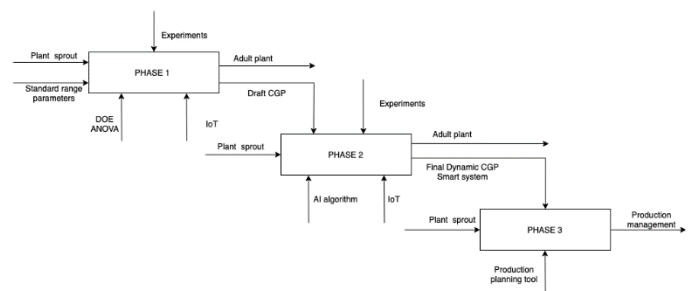 Experiments
Plant sprout
Adult plant
PHASE 1
Standard range
parameters
Draft CGP
Experiments
DOE
ANOVA
IoT
Adult plant
Plant sprout
PHASE 2
Final Dynamic CGP
Smart system
AI algorithm
IoT
Plant sprout
Production
management
PHASE 3
Production
planning tool